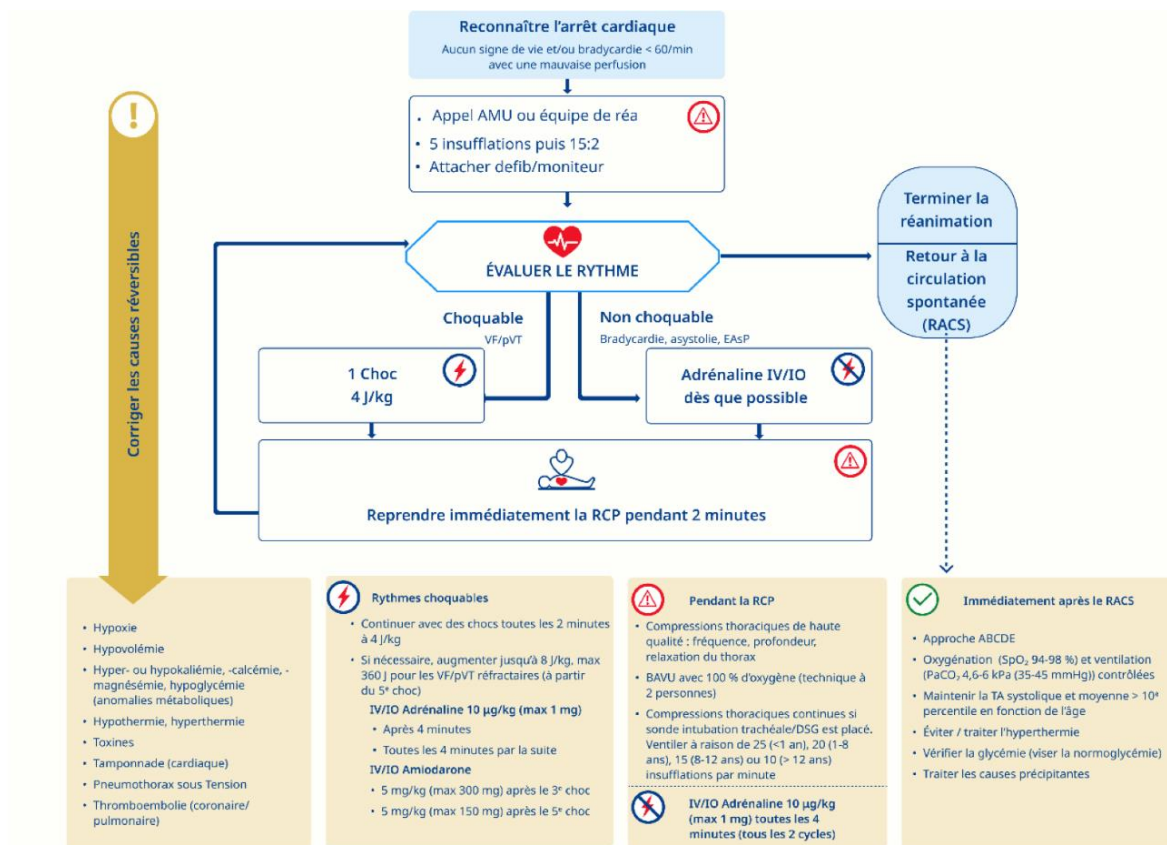 Reconnaître l'arrêt cardiaque
Aucun signe de vie et/ou bradycardie < 60/min
avec une mauvaise perfusion
. Appel AMU ou équipe de réa
• 5 insufflations puis 15:2
• Attacher defib/moniteur
!
Corriger les causes réversibles
ÉVALUER LE RYTHME
Terminer la
réanimation
Retour à la
circulation
spontanée
(RACS)
Choquable
VF/pVT
Non choquable
Bradycardie, asystolie, EAsP
1 Choc
4 J/kg
Adrénaline IV/IO
dès que possible
Reprendre immédiatement la RCP pendant 2 minutes
• Hypoxie
• Hypovolémie
• Hyper- ou hypokaliémie, -calcémie, -
magnésémie, hypoglycémie
(anomalies métaboliques)
• Hypothermie, hyperthermie
• Toxines
• Tamponnade (cardiaque)
• Pneumothorax sous Tension
• Thromboembolie (coronaire/
pulmonaire)
Rythmes choquables
• Continuer avec des chocs toutes les 2 minutes
à 4 J/kg
• Si nécessaire, augmenter jusqu'à 8 J/kg, max
360 J pour les VF/pVT réfractaires (à partir
du 5ᵉ choc)
IV/IO Adrénaline 10 µg/kg (max 1 mg)
• Après 4 minutes
• Toutes les 4 minutes par la suite
IV/IO Amiodarone
• 5 mg/kg (max 300 mg) après le 3ᵉ choc
• 5 mg/kg (max 150 mg) après le 5ᵉ choc
Pendant la RCP
• Compressions thoraciques de haute
qualité : fréquence, profondeur,
relaxation du thorax
• BAVU avec 100 % d'oxygène (technique à
2 personnes)
• Compressions thoraciques continues si
sonde intubation trachéale/DSG est placé.
Ventiler à raison de 25 (<1 an), 20 (1-8
ans), 15 (8-12 ans) ou 10 (> 12 ans)
insufflations par minute
IV/IO Adrénaline 10 µg/kg
(max 1 mg) toutes les 4
minutes (tous les 2 cycles)
Immédiatement après le RACS
• Approche ABCDE
• Oxygénation (SpO₂ 94-98 %) et ventilation
(PaCO₂ 4,6-6 kPa (35-45 mmHg)) contrôlées
• Maintenir la TA systolique et moyenne > 10ᵉ
percentile en fonction de l'âge
• Éviter / traiter l'hyperthermie
• Vérifier la glycémie (viser la normoglycémie)
• Traiter les causes précipitantes